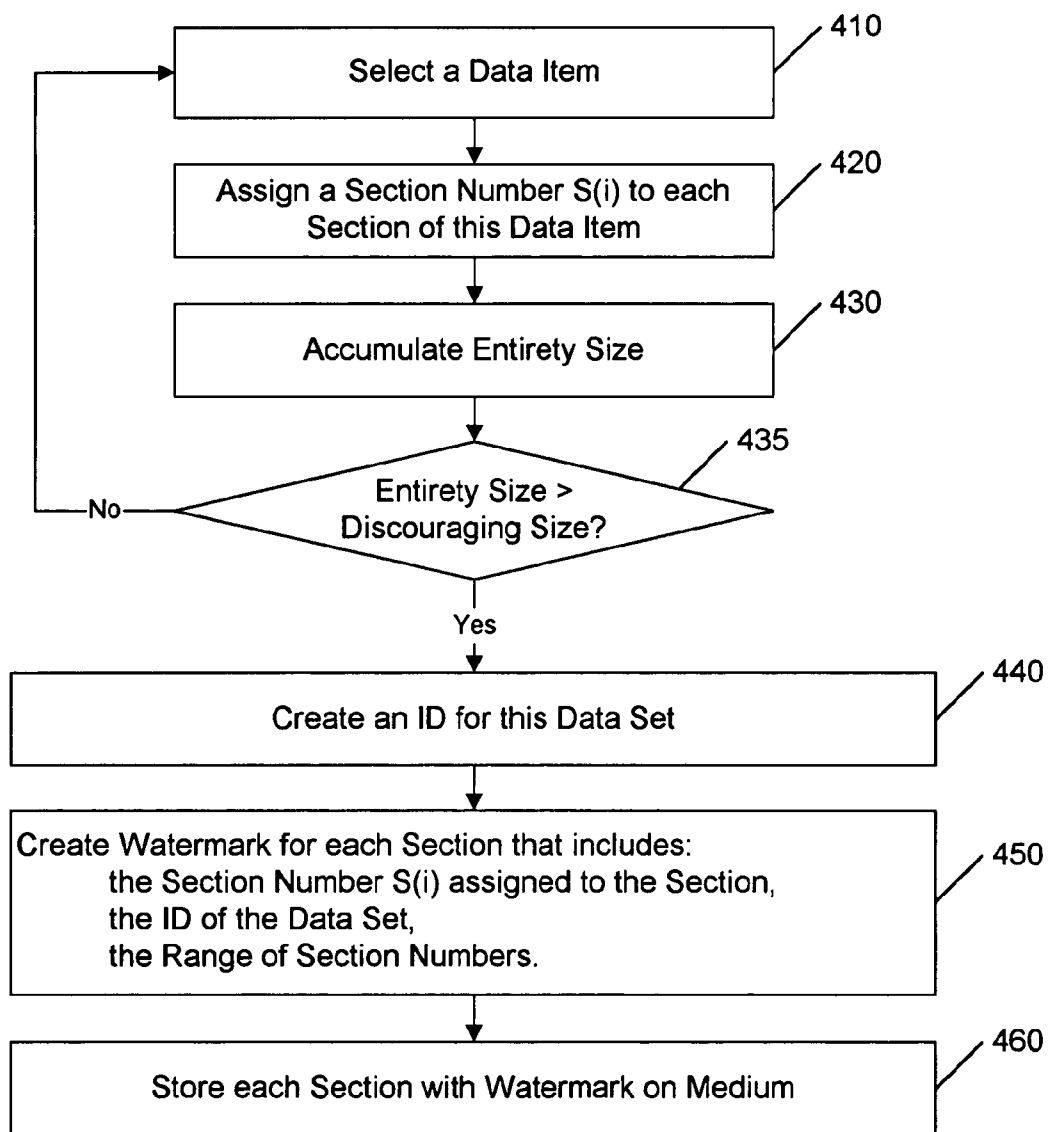 410
Select a Data Item
420
Assign a Section Number S(i) to each
Section of this Data Item
430
Accumulate Entirety Size
435
Entirety Size >
Discouraging Size?
No
Yes
440
Create an ID for this Data Set
450
Create Watermark for each Section that includes:
the Section Number S(i) assigned to the Section,
the ID of the Data Set,
the Range of Section Numbers.
460
Store each Section with Watermark on Medium